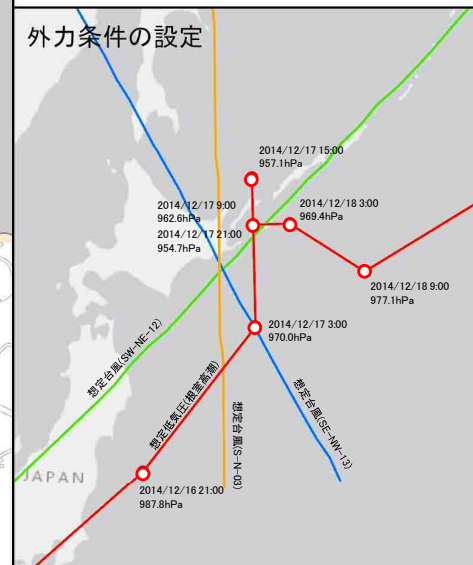 外力条件の設定
2014/12/17 15:00
957.1hPa
2014/12/17 9:00
962.6hPa
2014/12/17 21:00
954.7hPa
2014/12/18 3:00
969.4hPa
2014/12/18 9:00
977.1hPa
2014/12/17 3:00
970.0hPa
想定台風(SW-NE-12)
想定低気圧(根室高潮)
想定台風(S-N-03)
想定台風(SE-NW-13)
JAPAN
2014/12/16 21:00
987.8hPa